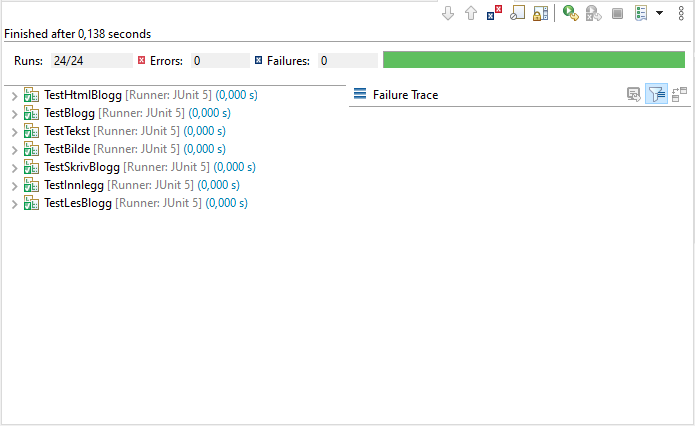 Finished after 0,138 seconds
Runs: 24/24 Errors: 0 Failures: 0
TestHtmlBlogg [Runner: JUnit 5] (0,000 s)
Failure Trace
TestBlogg [Runner: JUnit 5] (0,000 s)
TestTekst [Runner: JUnit 5] (0,000 s)
TestBilde [Runner: JUnit 5] (0,000 s)
TestSkrivBlogg [Runner: JUnit 5] (0,000 s)
TestInnlegg [Runner: JUnit 5] (0,000 s)
TestLesBlogg [Runner: JUnit 5] (0,000 s)